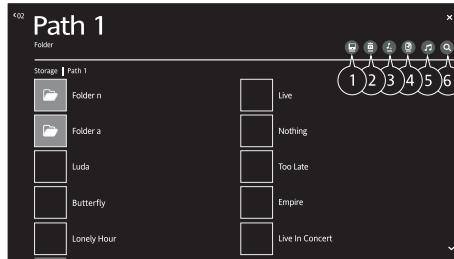 <02
Path 1
×
Folder
Storage Path 1
1 2 3 4 5 6
Folder n
Live
Folder a
Nothing
Luda
Too Late
Butterfly
Empire
Lonely Hour
Live In Concert